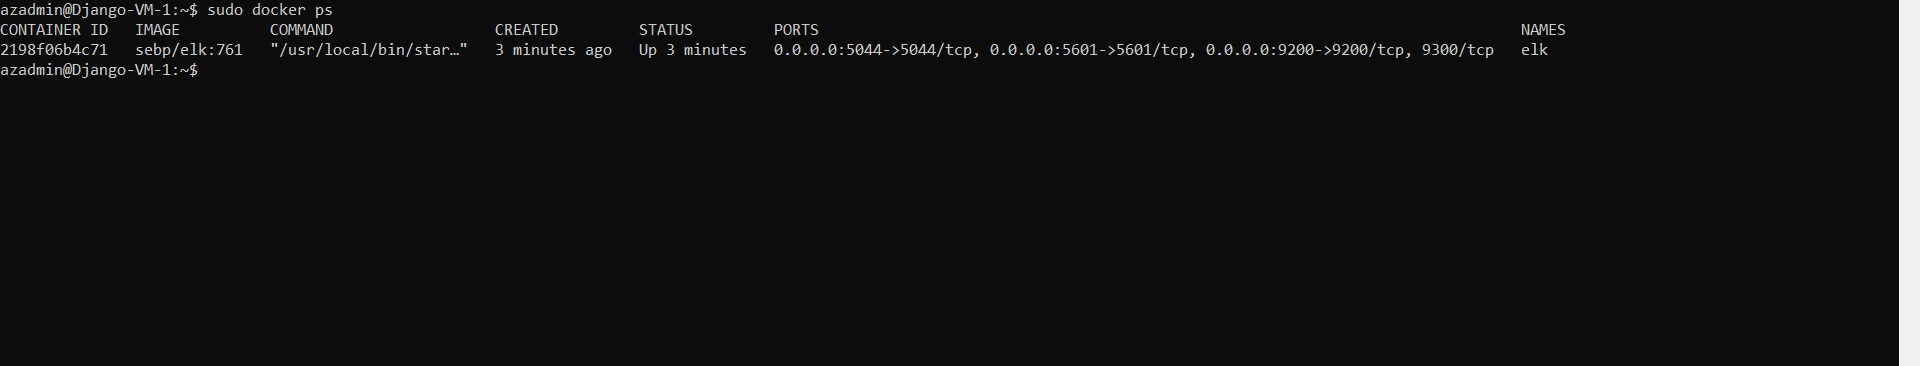 azadmin@Django-VM-1:~$ sudo docker ps
CONTAINER ID   IMAGE          COMMAND                  CREATED         STATUS         PORTS                                                                              NAMES
2198f06b4c71   sebp/elk:761   "/usr/local/bin/star…"   3 minutes ago   Up 3 minutes   0.0.0.0:5044->5044/tcp, 0.0.0.0:5601->5601/tcp, 0.0.0.0:9200->9200/tcp, 9300/tcp   elk
azadmin@Django-VM-1:~$